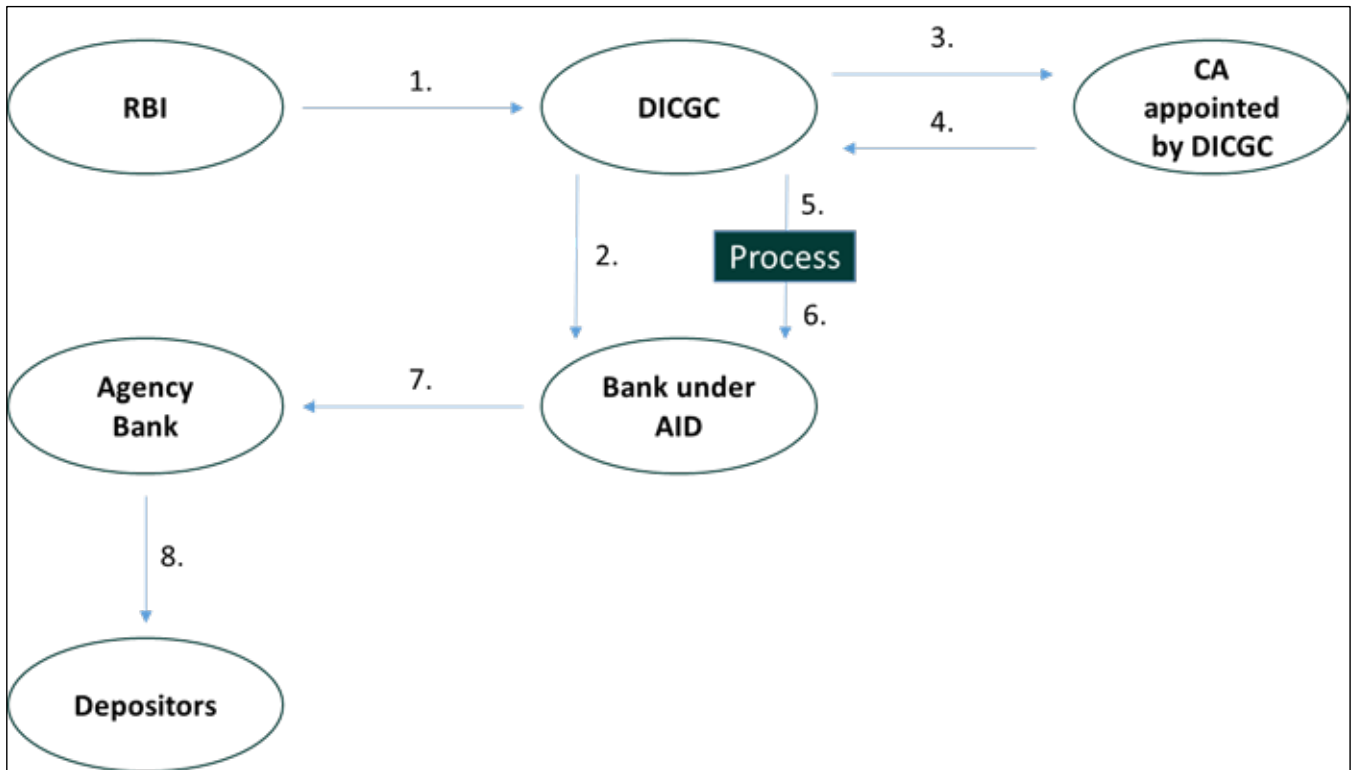 RBI
1.
DICGC
3.
4.
CA
appointed
by DICGC
2.
5.
Process
6.
Agency
Bank
7.
Bank under
AID
8.
Depositors